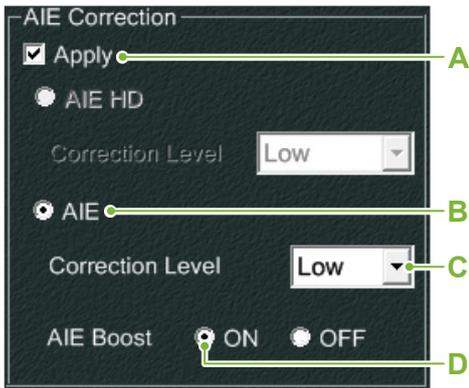 AIE Correction
Apply A
AIE HD
Correction Level Low
AIE B
Correction Level Low C
AIE Boost ON OFF
D